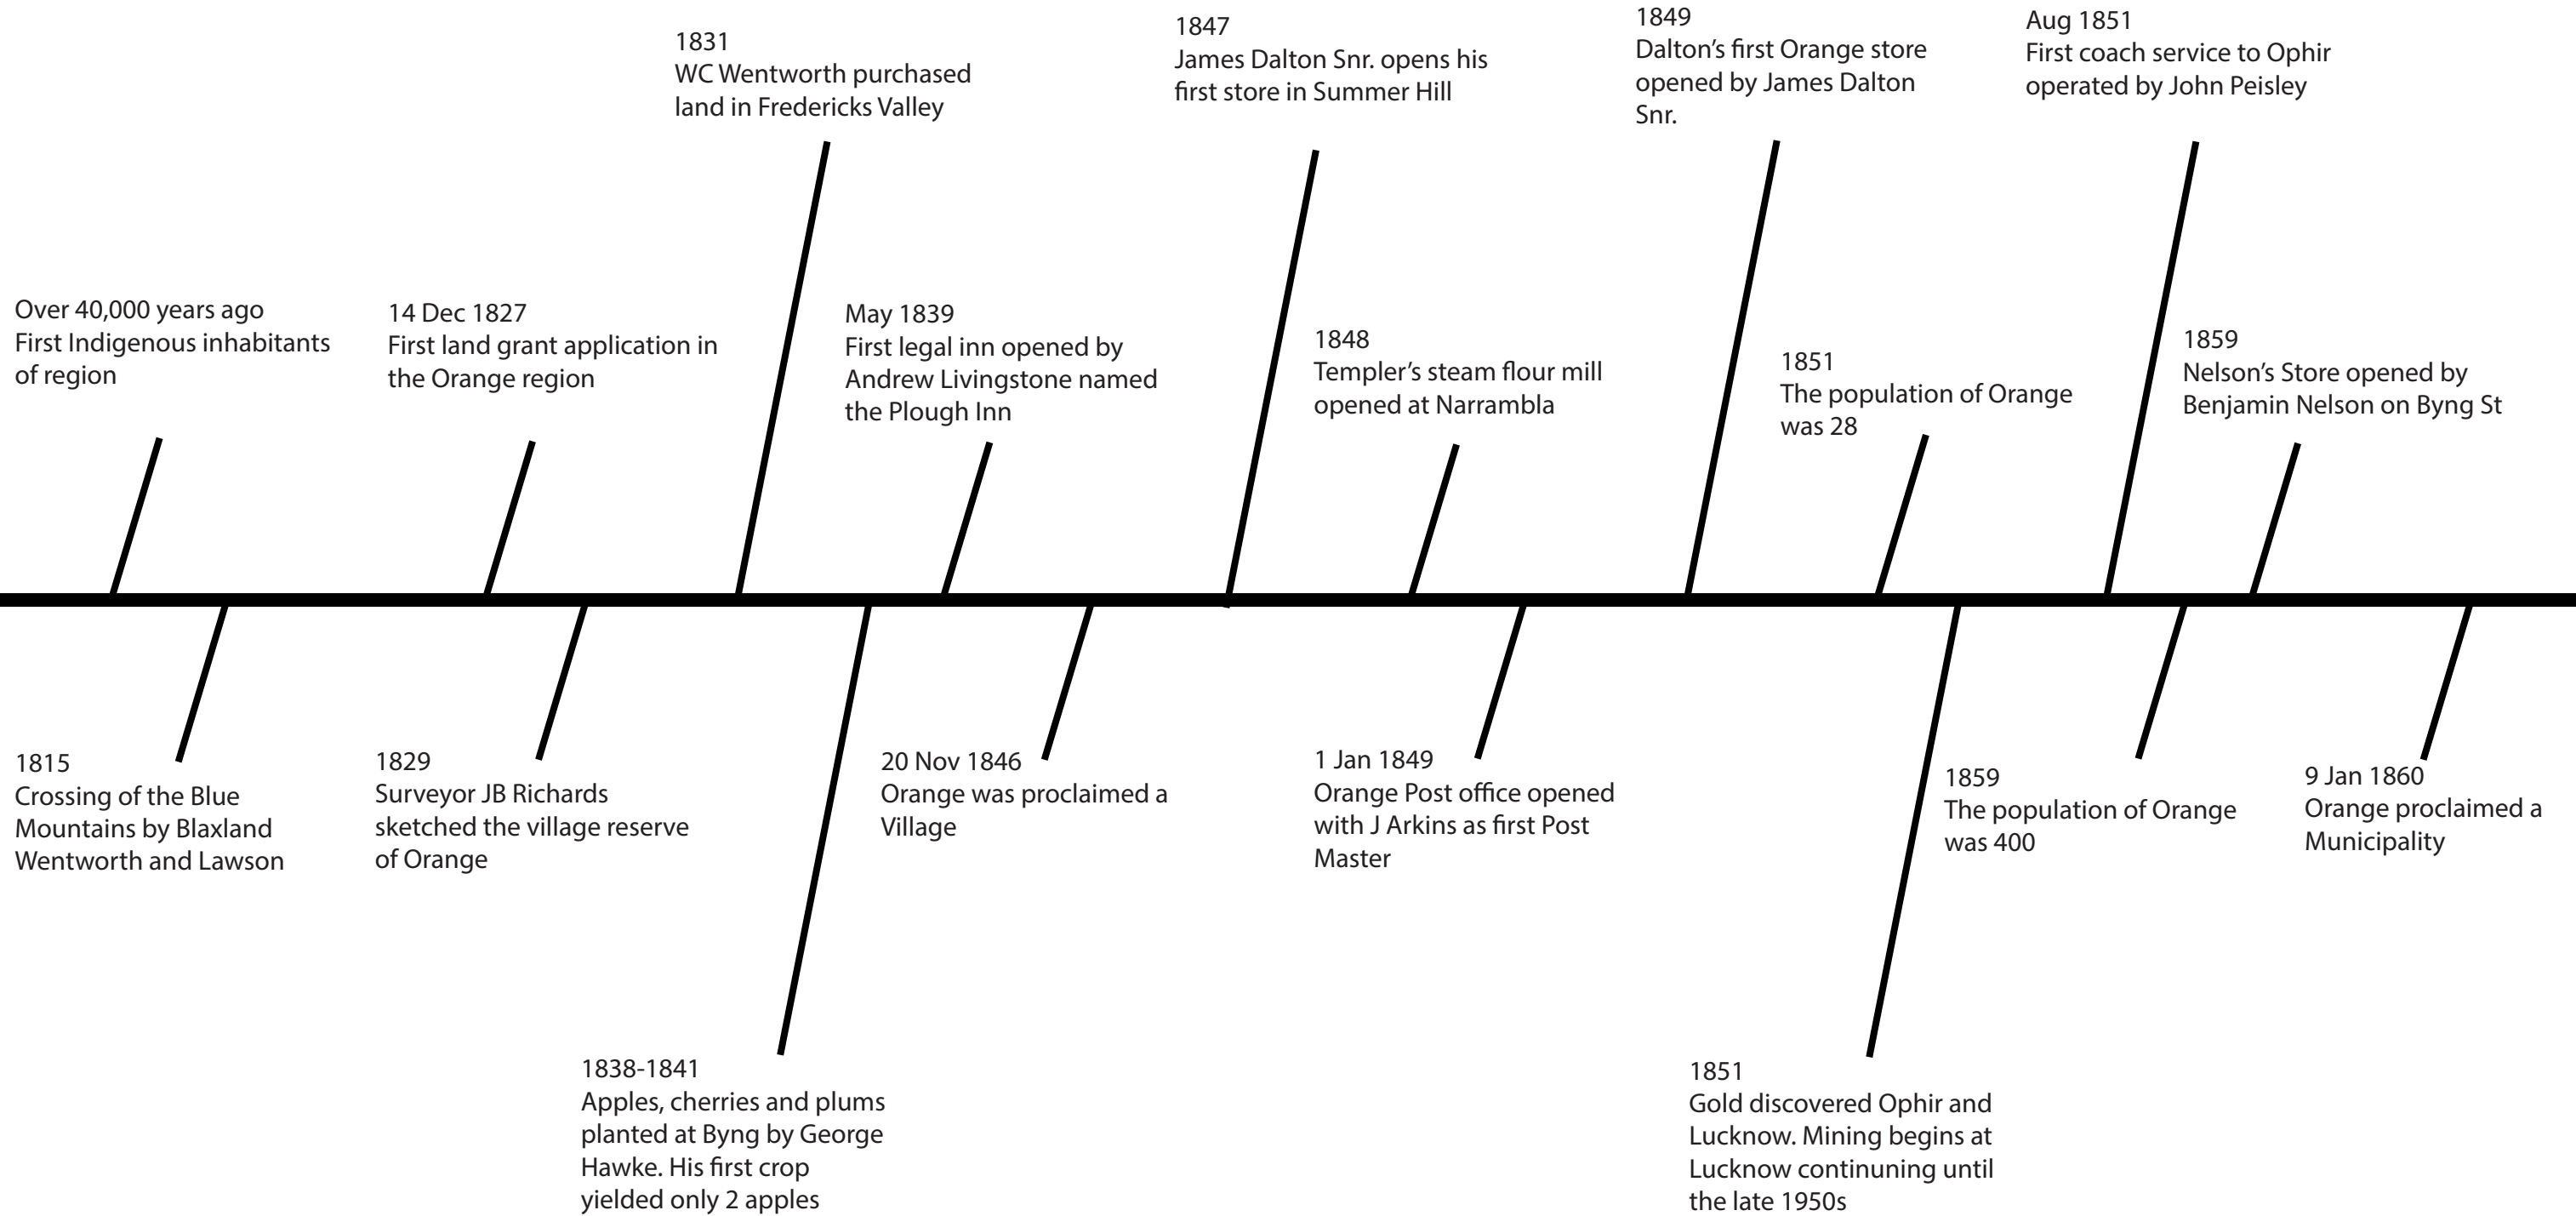 Over 40,000 years ago
First Indigenous inhabitants
of region
1815
Crossing of the Blue
Mountains by Blaxland
Wentworth and Lawson
14 Dec 1827
First land grant application in
the Orange region
1829
Surveyor JB Richards
sketched the village reserve
of Orange
1831
WC Wentworth purchased
land in Fredericks Valley
1838-1841
Apples, cherries and plums
planted at Byng by George
Hawke. His first crop
yielded only 2 apples
May 1839
First legal inn opened by
Andrew Livingstone named
the Plough Inn
20 Nov 1846
Orange was proclaimed a
Village
1847
James Dalton Snr. opens his
first store in Summer Hill
1848
Templer’s steam flour mill
opened at Narrambla
1 Jan 1849
Orange Post office opened
with J Arkins as first Post
Master
1849
Dalton’s first Orange store
opened by James Dalton
Snr.
1851
The population of Orange
was 28
1851
Gold discovered Ophir and
Lucknow. Mining begins at
Lucknow continuning until
the late 1950s
Aug 1851
First coach service to Ophir
operated by John Peisley
1859
The population of Orange
was 400
1859
Nelson’s Store opened by
Benjamin Nelson on Byng St
9 Jan 1860
Orange proclaimed a
Municipality